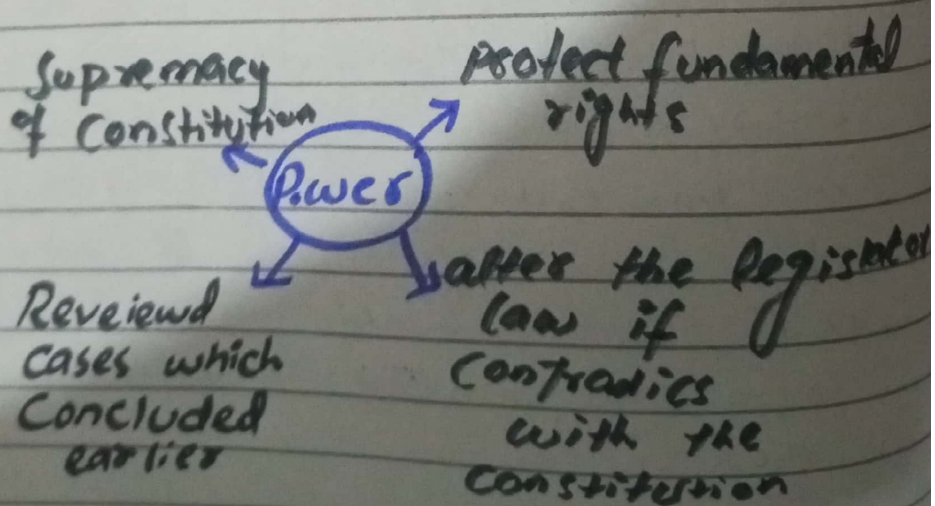 Supremacy
of Constitution
Protect fundamental
rights
Power
Reveiewd
cases which
Concluded
earlier
alter the legislator
law if
Contradics
with the
Constitution